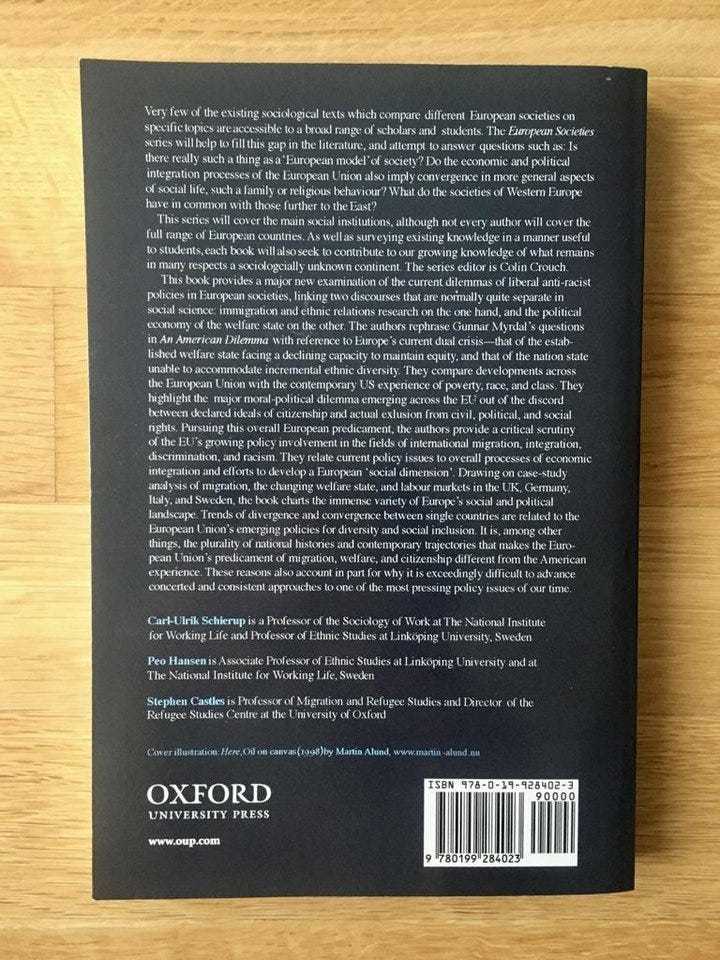 Very few of the existing sociological texts which compare different European societies on
specific topics are accessible to a broad range of scholars and students. The European Societies
series will help to fill this gap in the literature, and attempt to answer questions such as: Is
there really such a thing as a 'European model' of society? Do the economic and political
integration processes of the European Union also imply convergence in more general aspects
of social life, such a family or religious behaviour? What do the societies of Western Europe
have in common with those further to the East?
This series will cover the main social institutions, although not every author will cover the
full range of European countries. As well as surveying existing knowledge in a manner useful
to students, each book will also seek to contribute to our growing knowledge of what remains
in many respects a sociologcially unknown continent. The series editor is Colin Crouch.
This book provides a major new examination of the current dilemmas of liberal anti-racist
policies in European societies, linking two discourses that are normally quite separate in
social science: immigration and ethnic relations research on the one hand, and the political
economy of the welfare state on the other. The authors rephrase Gunnar Myrdal's questions
in An American Dilemma with reference to Europe's current dual crisis—that of the estab-
lished welfare state facing a declining capacity to maintain equity, and that of the nation state
unable to accommodate incremental ethnic diversity. They compare developments across
the European Union with the contemporary US experience of poverty, race, and class. They
highlight the major moral-political dilemma emerging across the EU out of the discord
between declared ideals of citizenship and actual exlusion from civil, political, and social
rights. Pursuing this overall European predicament, the authors provide a critical scrutiny
of the EU's growing policy involvement in the fields of international migration, integration,
discrimination, and racism. They relate current policy issues to overall processes of economic
integration and efforts to develop a European 'social dimension'. Drawing on case-study
analysis of migration, the changing welfare state, and labour markets in the UK, Germany,
Italy, and Sweden, the book charts the immense variety of Europe's social and political
landscape. Trends of divergence and convergence between single countries are related to the
European Union's emerging policies for diversity and social inclusion. It is, among other
things, the plurality of national histories and contemporary trajectories that makes the Euro-
pean Union's predicament of migration, welfare, and citizenship different from the American
experience. These reasons also account in part for why it is exceedingly difficult to advance
concerted and consistent approaches to one of the most pressing policy issues of our time.
Carl-Ulrik Schierup is a Professor of the Sociology of Work at The National Institute
for Working Life and Professor of Ethnic Studies at Linköping University, Sweden
Peo Hansen is Associate Professor of Ethnic Studies at Linköping University and at
The National Institute for Working Life, Sweden
Stephen Castles is Professor of Migration and Refugee Studies and Director of the
Refugee Studies Centre at the University of Oxford
Cover illustration: Here, Oil on canvas (1998) by Martin Alund, www.martin-alund.nu
OXFORD
UNIVERSITY PRESS
www.oup.com
ISBN 978-0-19-928402-3
90000
9 780199 284023